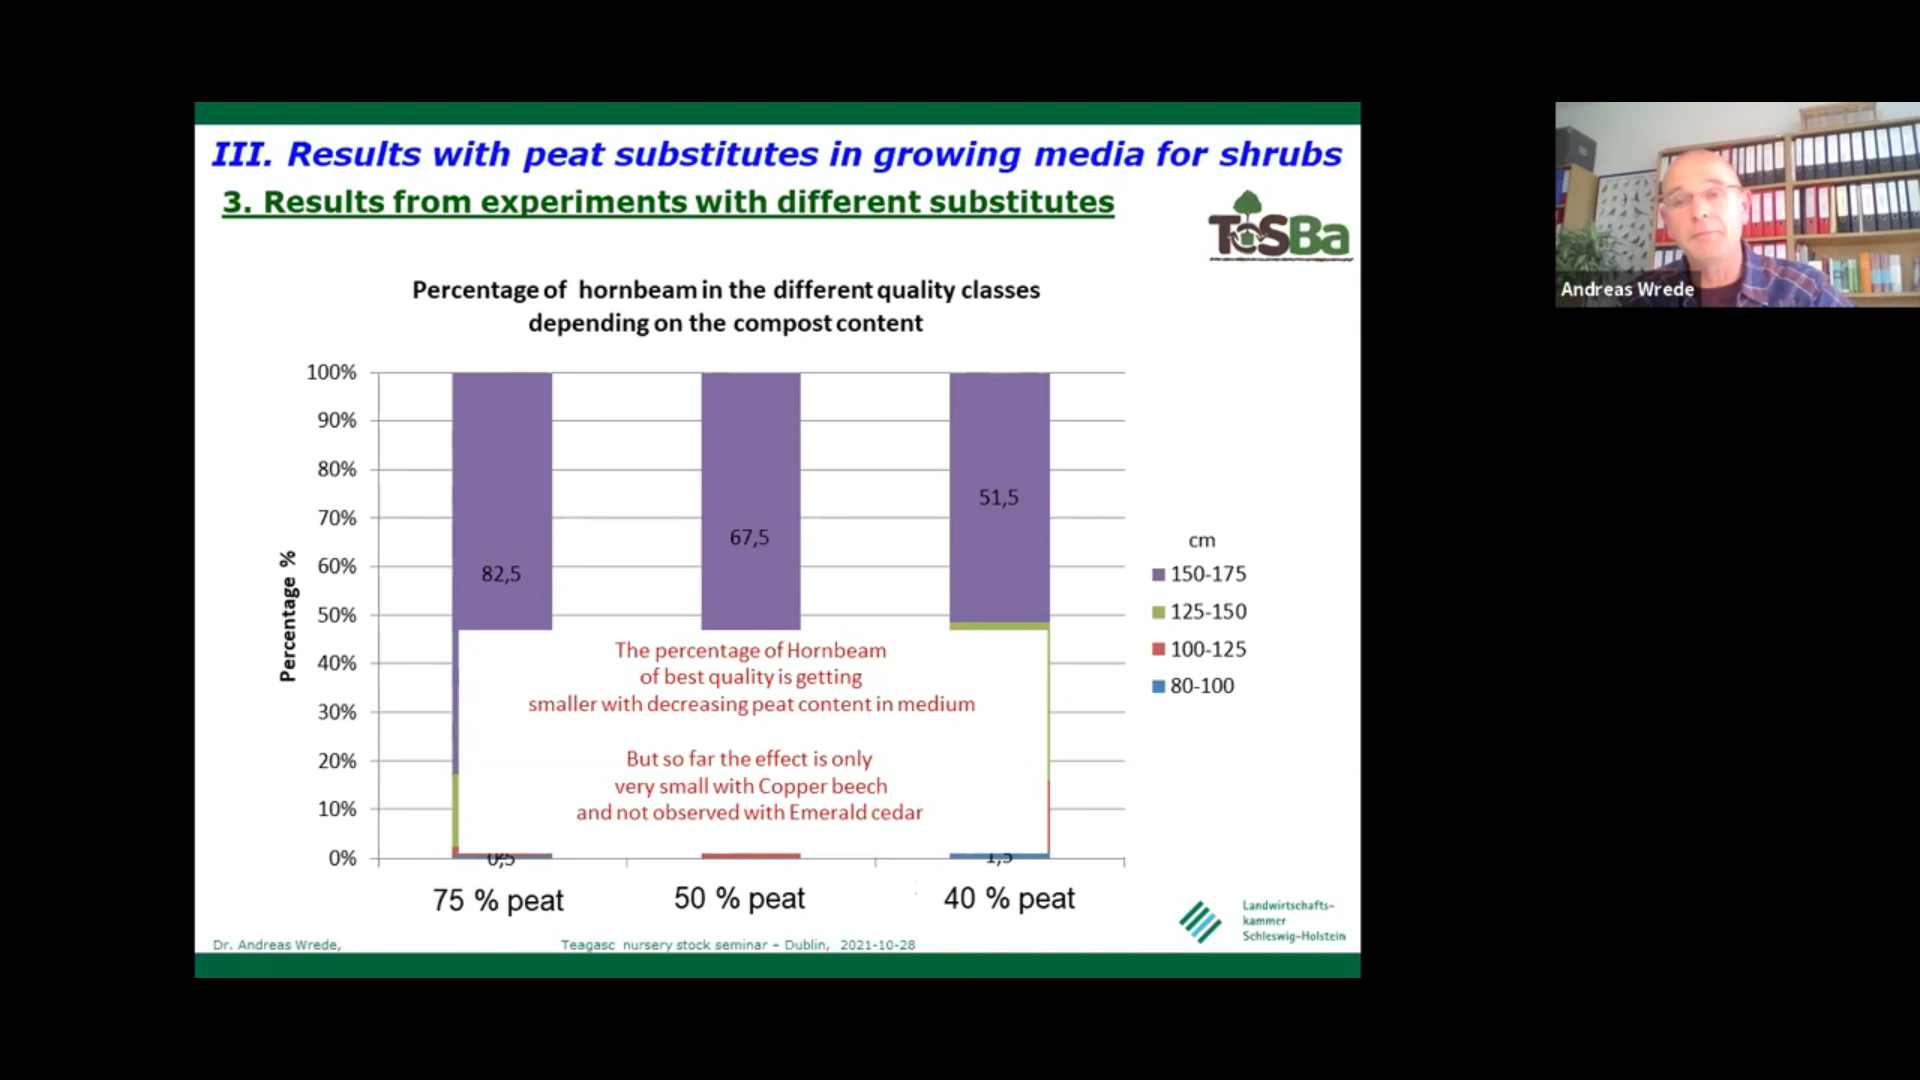 III. Results with peat substitutes in growing media for shrubs
3. Results from experiments with different substitutes
TeSBa
Percentage of hornbeam in the different quality classes
depending on the compost content
Percentage %
100%
90%
80%
70%
60%
50%
40%
30%
20%
10%
0%
82,5
67,5
51,5
0,5
1,5
The percentage of Hornbeam
of best quality is getting
smaller with decreasing peat content in medium
But so far the effect is only
very small with Copper beech
and not observed with Emerald cedar
75 % peat
50 % peat
40 % peat
cm
150-175
125-150
100-125
80-100
Dr. Andreas Wrede,
Teagasc nursery stock seminar – Dublin, 2021-10-28
Landwirtschafts-
kammer
Schleswig-Holstein
Andreas Wrede